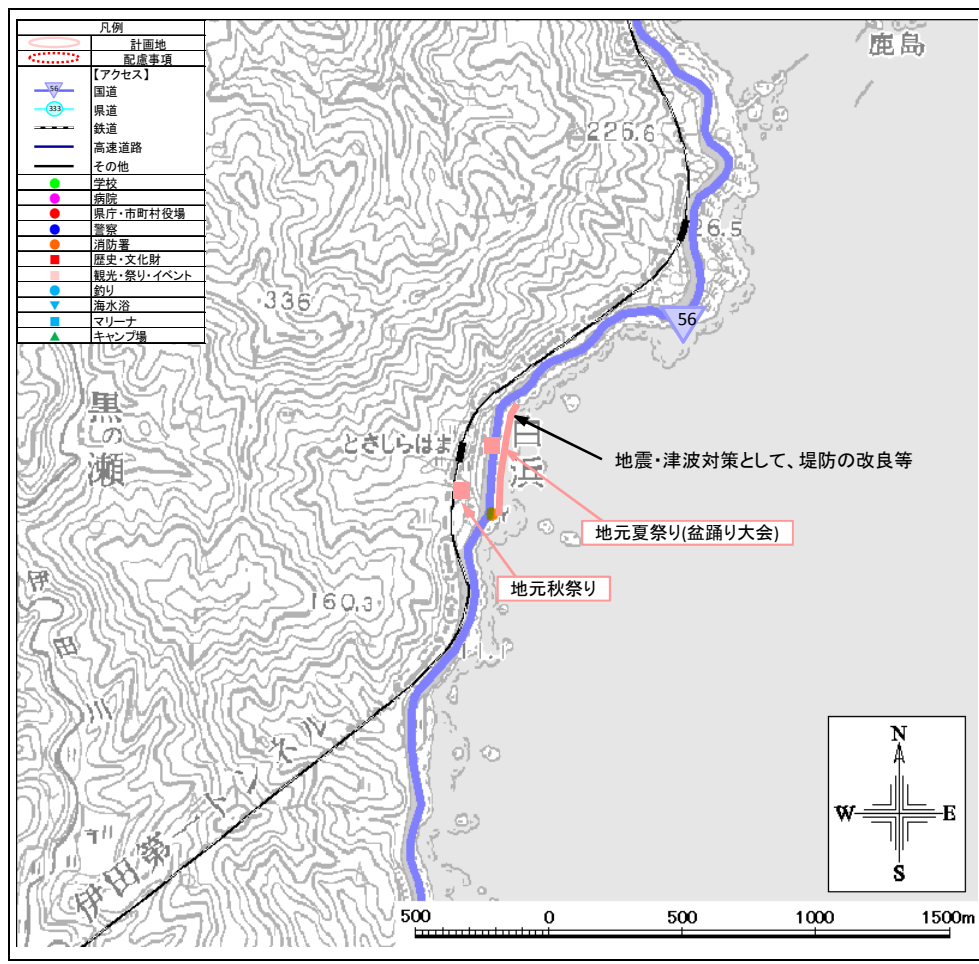 凡例
計画地
配慮事項
【アクセス】
56
国道
333
県道
鉄道
高速道路
その他
学校
病院
県庁・市町村役場
警察
消防署
歴史・文化財
観光・祭り・イベント
釣り
海水浴
マリーナ
キャンプ場
鹿島
226.6
26.5
336
56
黒の瀬
とさしらはま
白浜
地震・津波対策として、堤防の改良等
地元夏祭り(盆踊り大会)
地元秋祭り
160.3
伊田川
伊田第一トンネル
N
W
E
S
500
0
500
1000
1500m